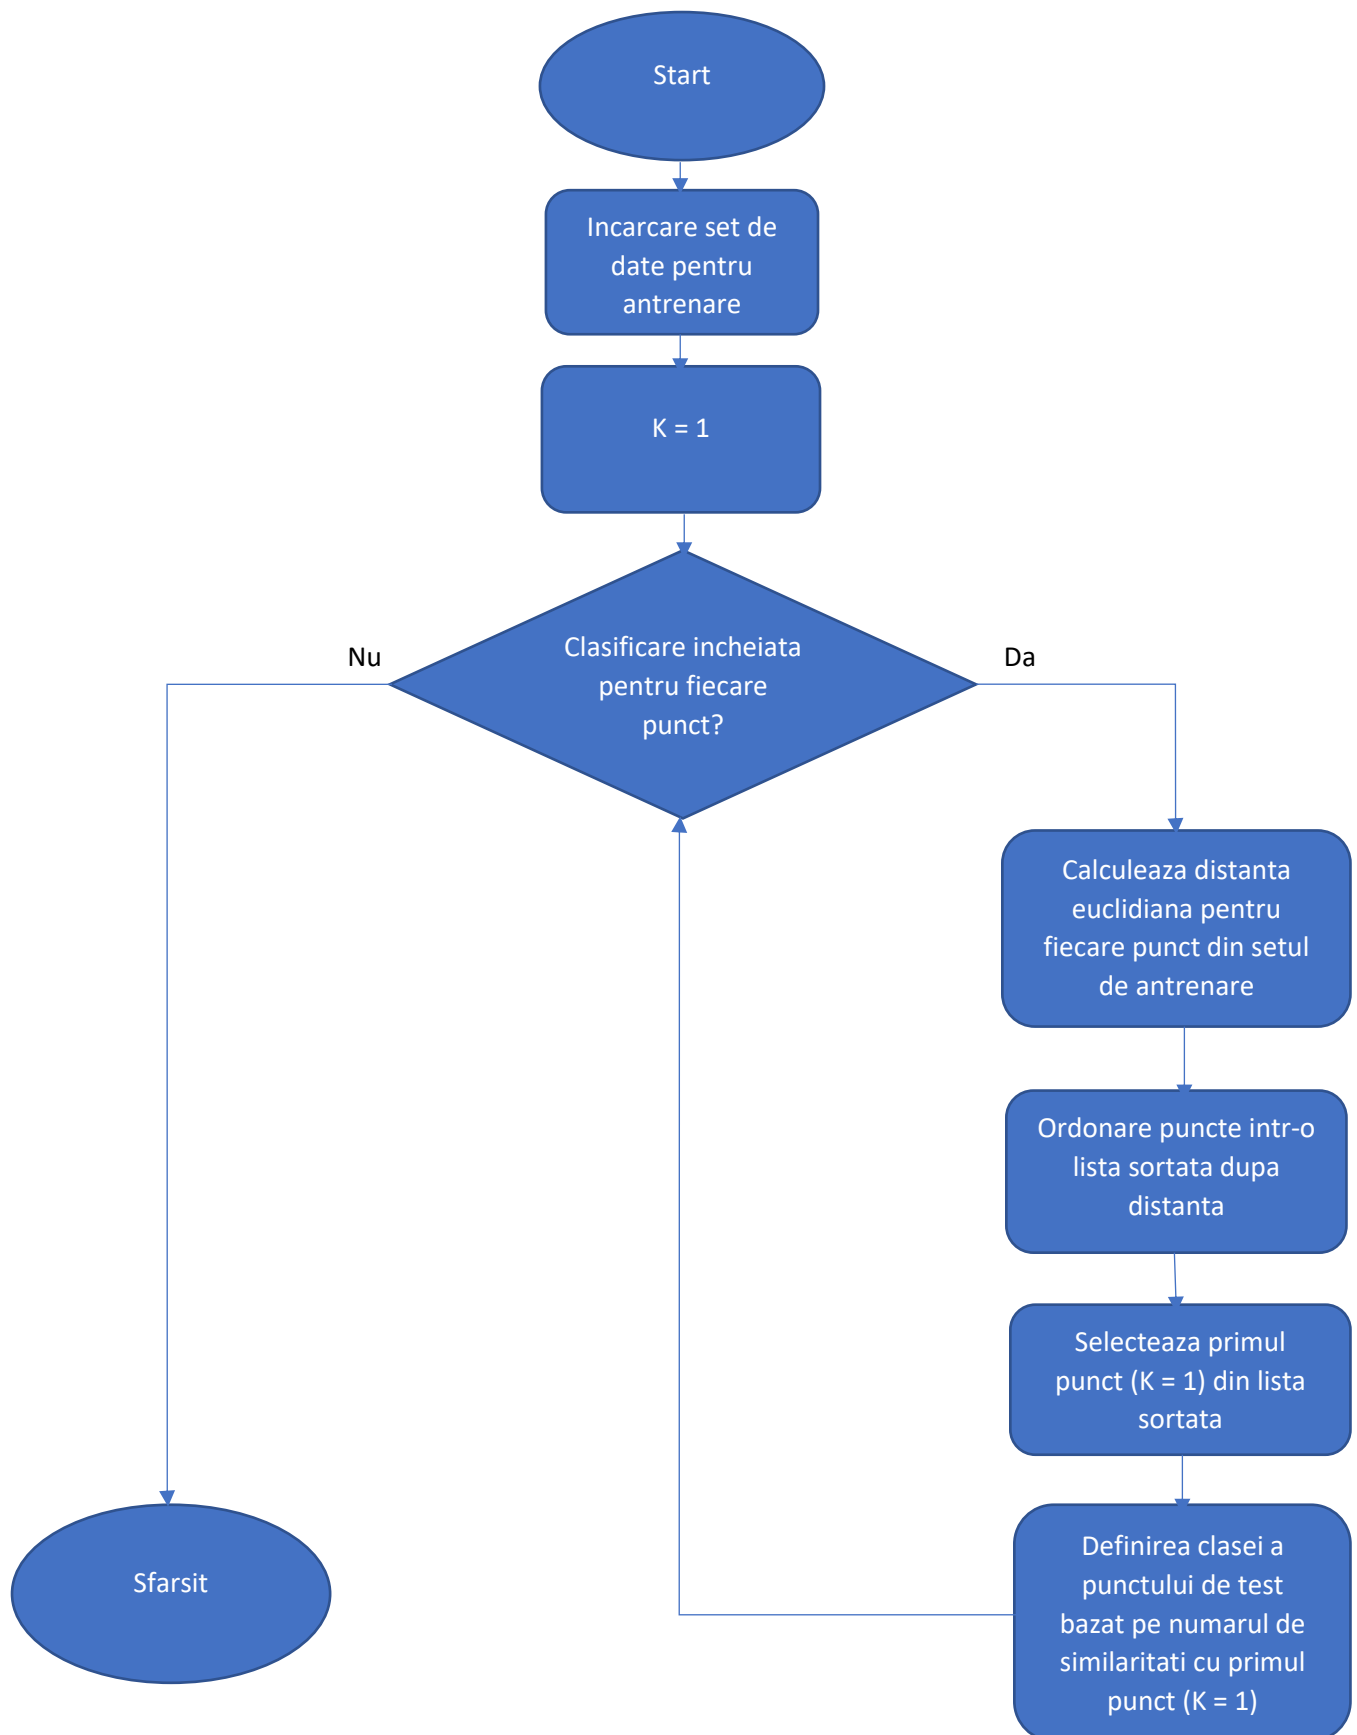 Start
Incarcare set de
date pentru
antrenare
K = 1
Clasificare incheiata
pentru fiecare
punct?
Nu
Da
Calculeaza distanta
euclidiana pentru
fiecare punct din setul
de antrenare
Ordonare puncte intr-o
lista sortata dupa
distanta
Selecteaza primul
punct (K = 1) din lista
sortata
Definirea clasei a
punctului de test
bazat pe numarul de
similaritati cu primul
punct (K = 1)
Sfarsit